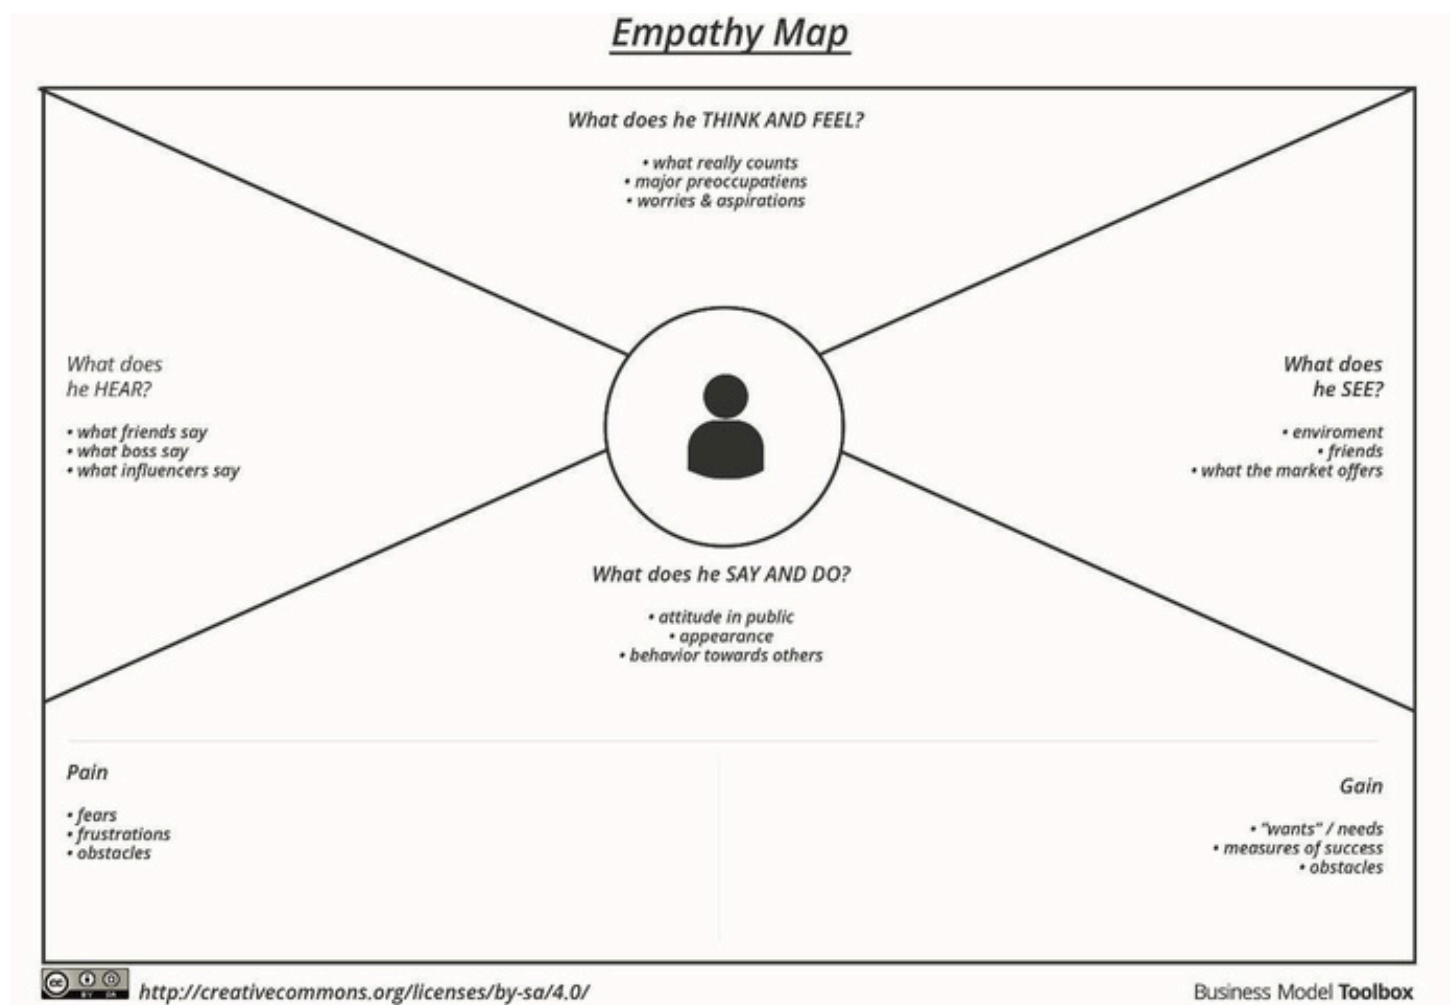 Empathy Map
What does he THINK AND FEEL?
• what really counts
• major preoccupatiens
• worries & aspirations
What does
he HEAR?
• what friends say
• what boss say
• what influencers say
What does
he SEE?
• enviroment
• friends
• what the market offers
What does he SAY AND DO?
• attitude in public
• appearance
• behavior towards others
Pain
• fears
• frustrations
• obstacles
Gain
• "wants" / needs
• measures of success
• obstacles
cc BY SA
http://creativecommons.org/licenses/by-sa/4.0/
Business Model Toolbox